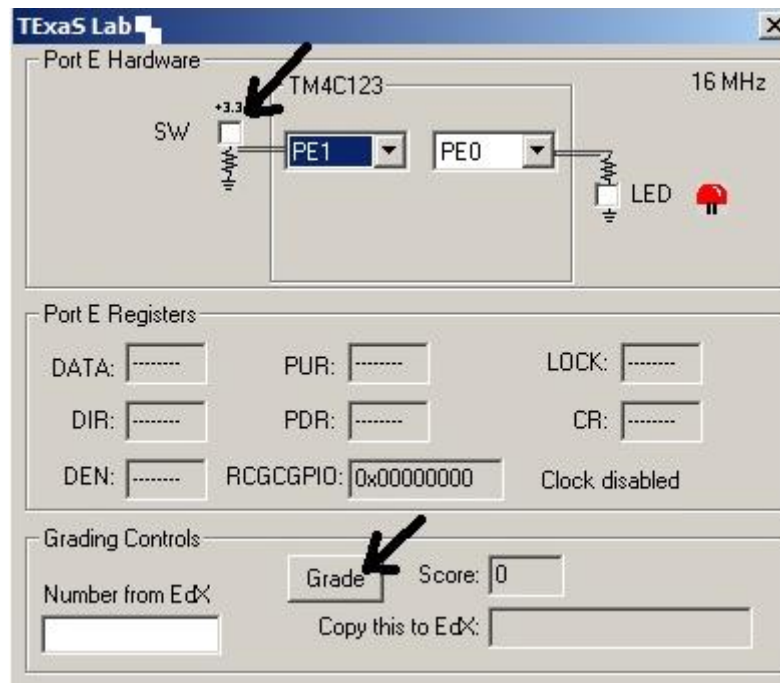 TExaS Lab
Port E Hardware
TM4C123
16 MHz
+3.3
SW
PE1
PE0
LED
Port E Registers
DATA: --------
PUR: --------
LOCK: --------
DIR: --------
PDR: --------
CR: --------
DEN: --------
RCGCGPIO: 0x00000000
Clock disabled
Grading Controls
Number from EdX
Grade
Score: 0
Copy this to EdX: